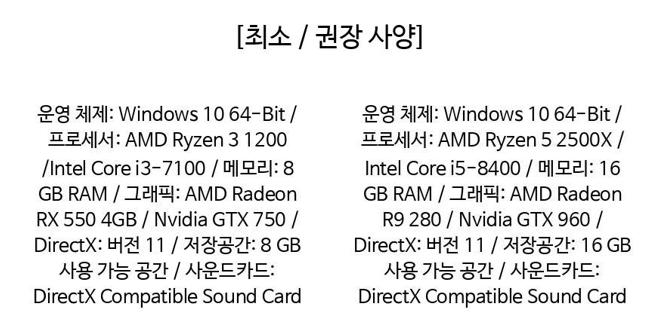 [최소 / 권장 사양]
운영 체제: Windows 10 64-Bit /
프로세서: AMD Ryzen 3 1200
/Intel Core i3-7100 / 메모리: 8
GB RAM / 그래픽: AMD Radeon
RX 550 4GB / Nvidia GTX 750 /
DirectX: 버전 11 / 저장공간: 8 GB
사용 가능 공간 / 사운드카드:
DirectX Compatible Sound Card
운영 체제: Windows 10 64-Bit /
프로세서: AMD Ryzen 5 2500X /
Intel Core i5-8400 / 메모리: 16
GB RAM / 그래픽: AMD Radeon
R9 280 / Nvidia GTX 960 /
DirectX: 버전 11 / 저장공간: 16 GB
사용 가능 공간 / 사운드카드:
DirectX Compatible Sound Card